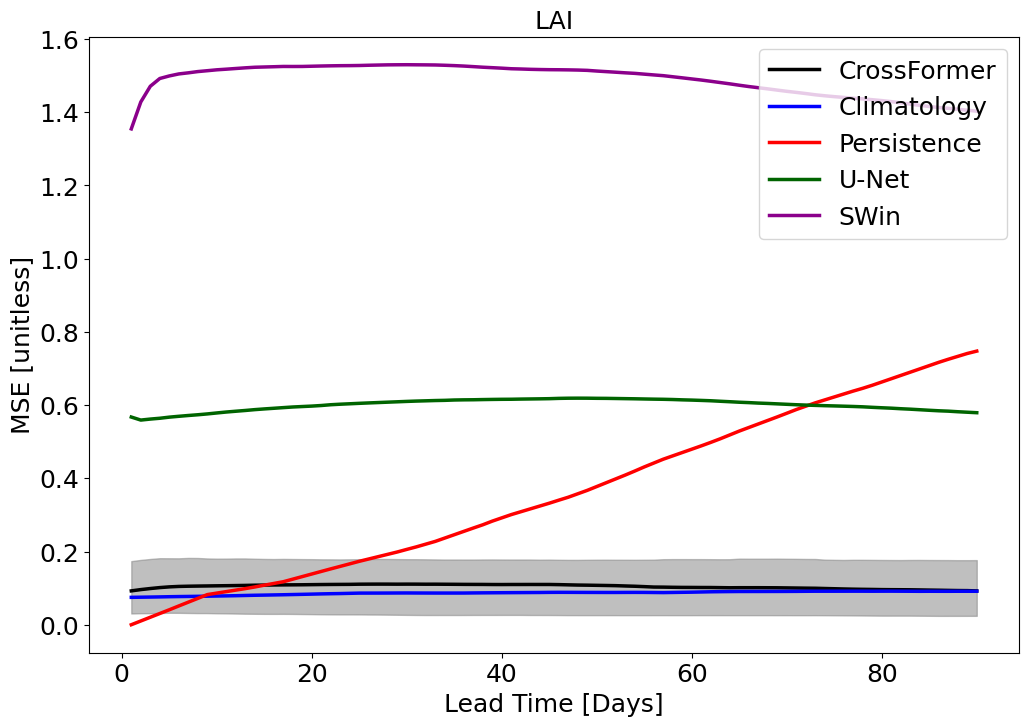 LAI
1.6
1.4
1.2
1.0
0.8
0.6
0.4
0.2
0.0
MSE [unitless]
CrossFormer
Climatology
Persistence
U-Net
SWin
0 20 40 60 80
Lead Time [Days]